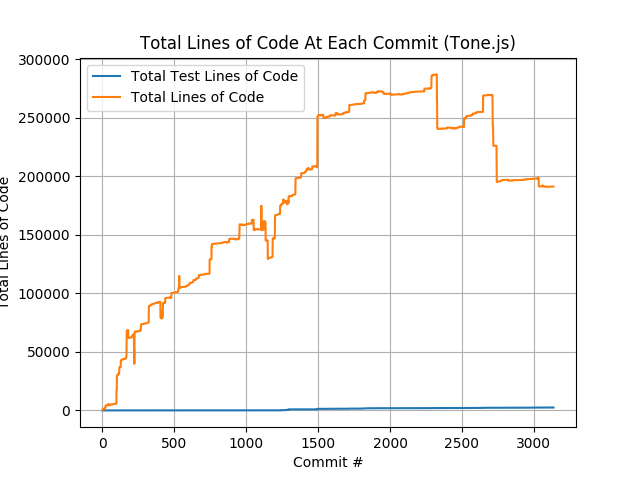 Total Lines of Code At Each Commit (Tone.js)
Total Test Lines of Code
Total Lines of Code
300000
250000
200000
150000
100000
50000
0
Total Lines of Code
0 500 1000 1500 2000 2500 3000
Commit #